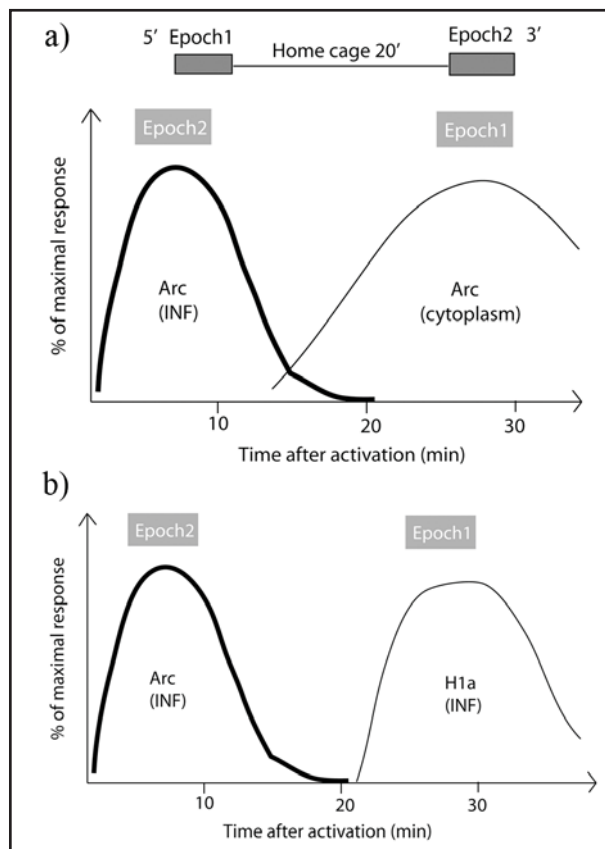 a)
5' Epoch1 Home cage 20' Epoch2 3'
Epoch2 Epoch1
% of maximal response
Arc
(INF)
Arc
(cytoplasm)
10 20 30
Time after activation (min)
b)
Epoch2 Epoch1
% of maximal response
Arc
(INF)
H1a
(INF)
10 20 30
Time after activation (min)